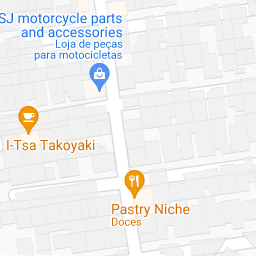 SJ motorcycle parts
and accessories
Loja de peças
para motocicletas
I-Tsa Takoyaki
Pastry Niche
Doces